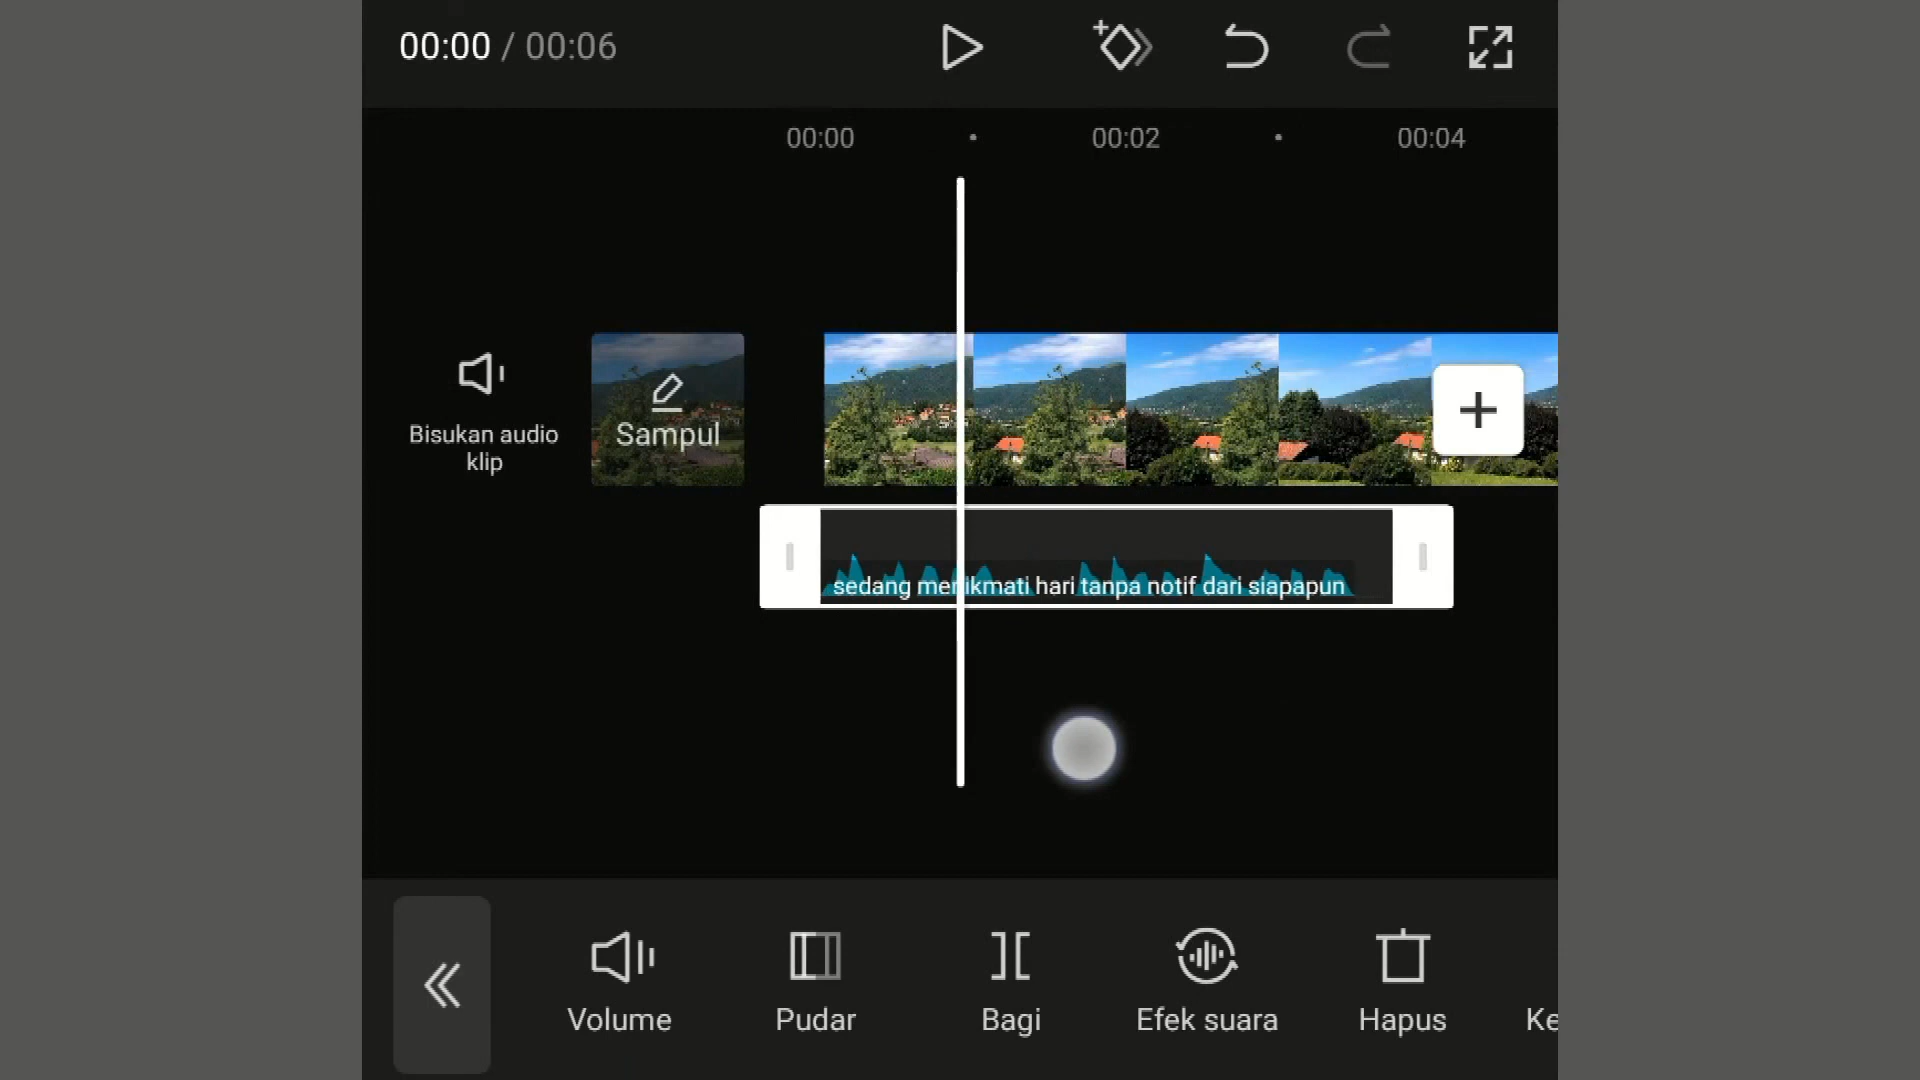 00:00 / 00:06
00:00 00:02 00:04
Bisukan audio
klip
Sampul
sedang menikmati hari tanpa notif dari siapapun
Volume
Pudar
Bagi
Efek suara
Hapus
Ke